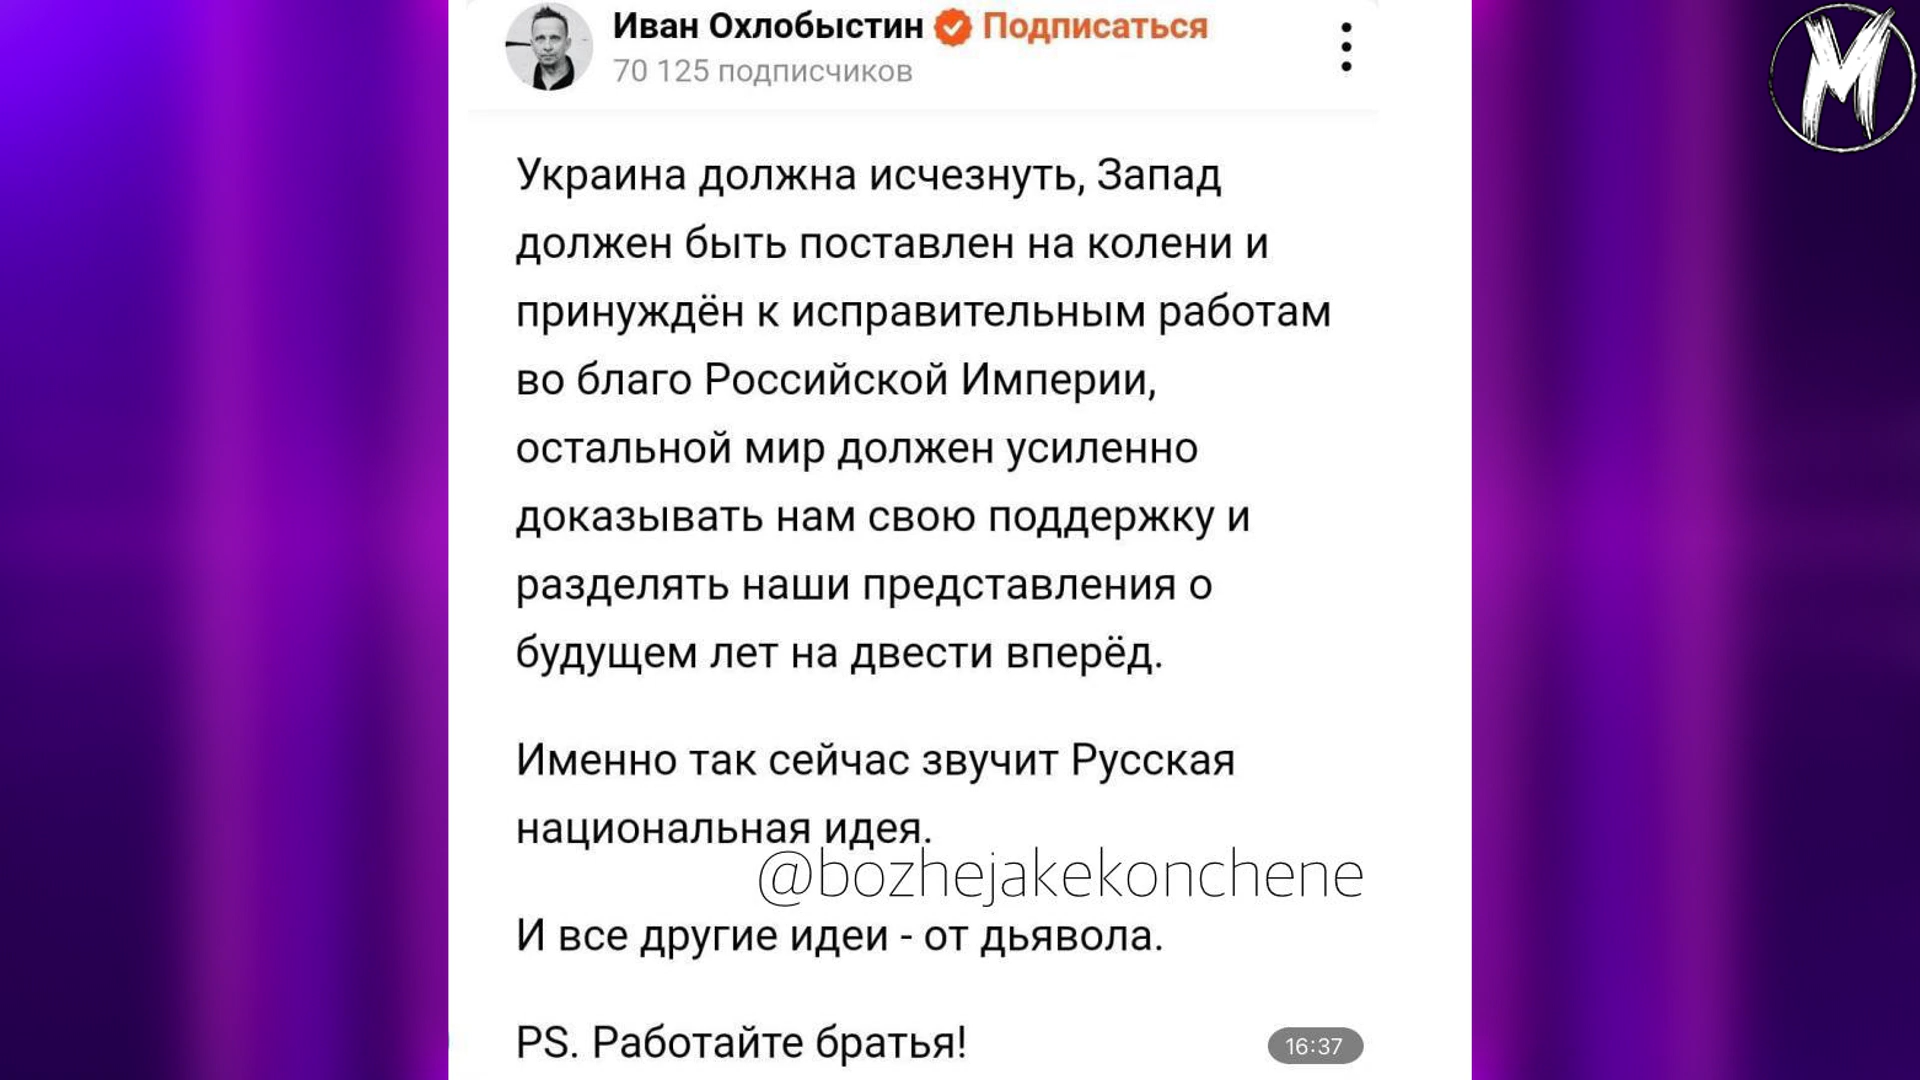 Иван Охлобыстин Подписаться
70 125 подписчиков
M
Украина должна исчезнуть, Запад
должен быть поставлен на колени и
принуждён к исправительным работам
во благо Российской Империи,
остальной мир должен усиленно
доказывать нам свою поддержку и
разделять наши представления о
будущем лет на двести вперёд.
Именно так сейчас звучит Русская
национальная идея.
@bozhejakekonchene
И все другие идеи - от дьявола.
PS. Работайте братья!
16:37